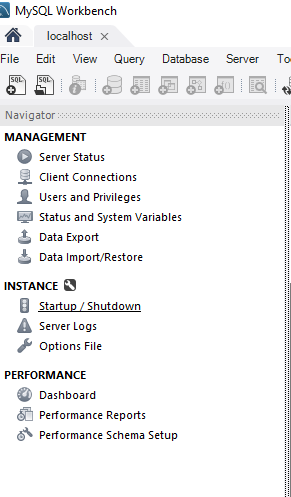 MySQL Workbench
localhost
File Edit View Query Database Server
SQL SQL
Navigator
MANAGEMENT
Server Status
Client Connections
Users and Privileges
Status and System Variables
Data Export
Data Import/Restore
INSTANCE
Startup / Shutdown
Server Logs
Options File
PERFORMANCE
Dashboard
Performance Reports
Performance Schema Setup